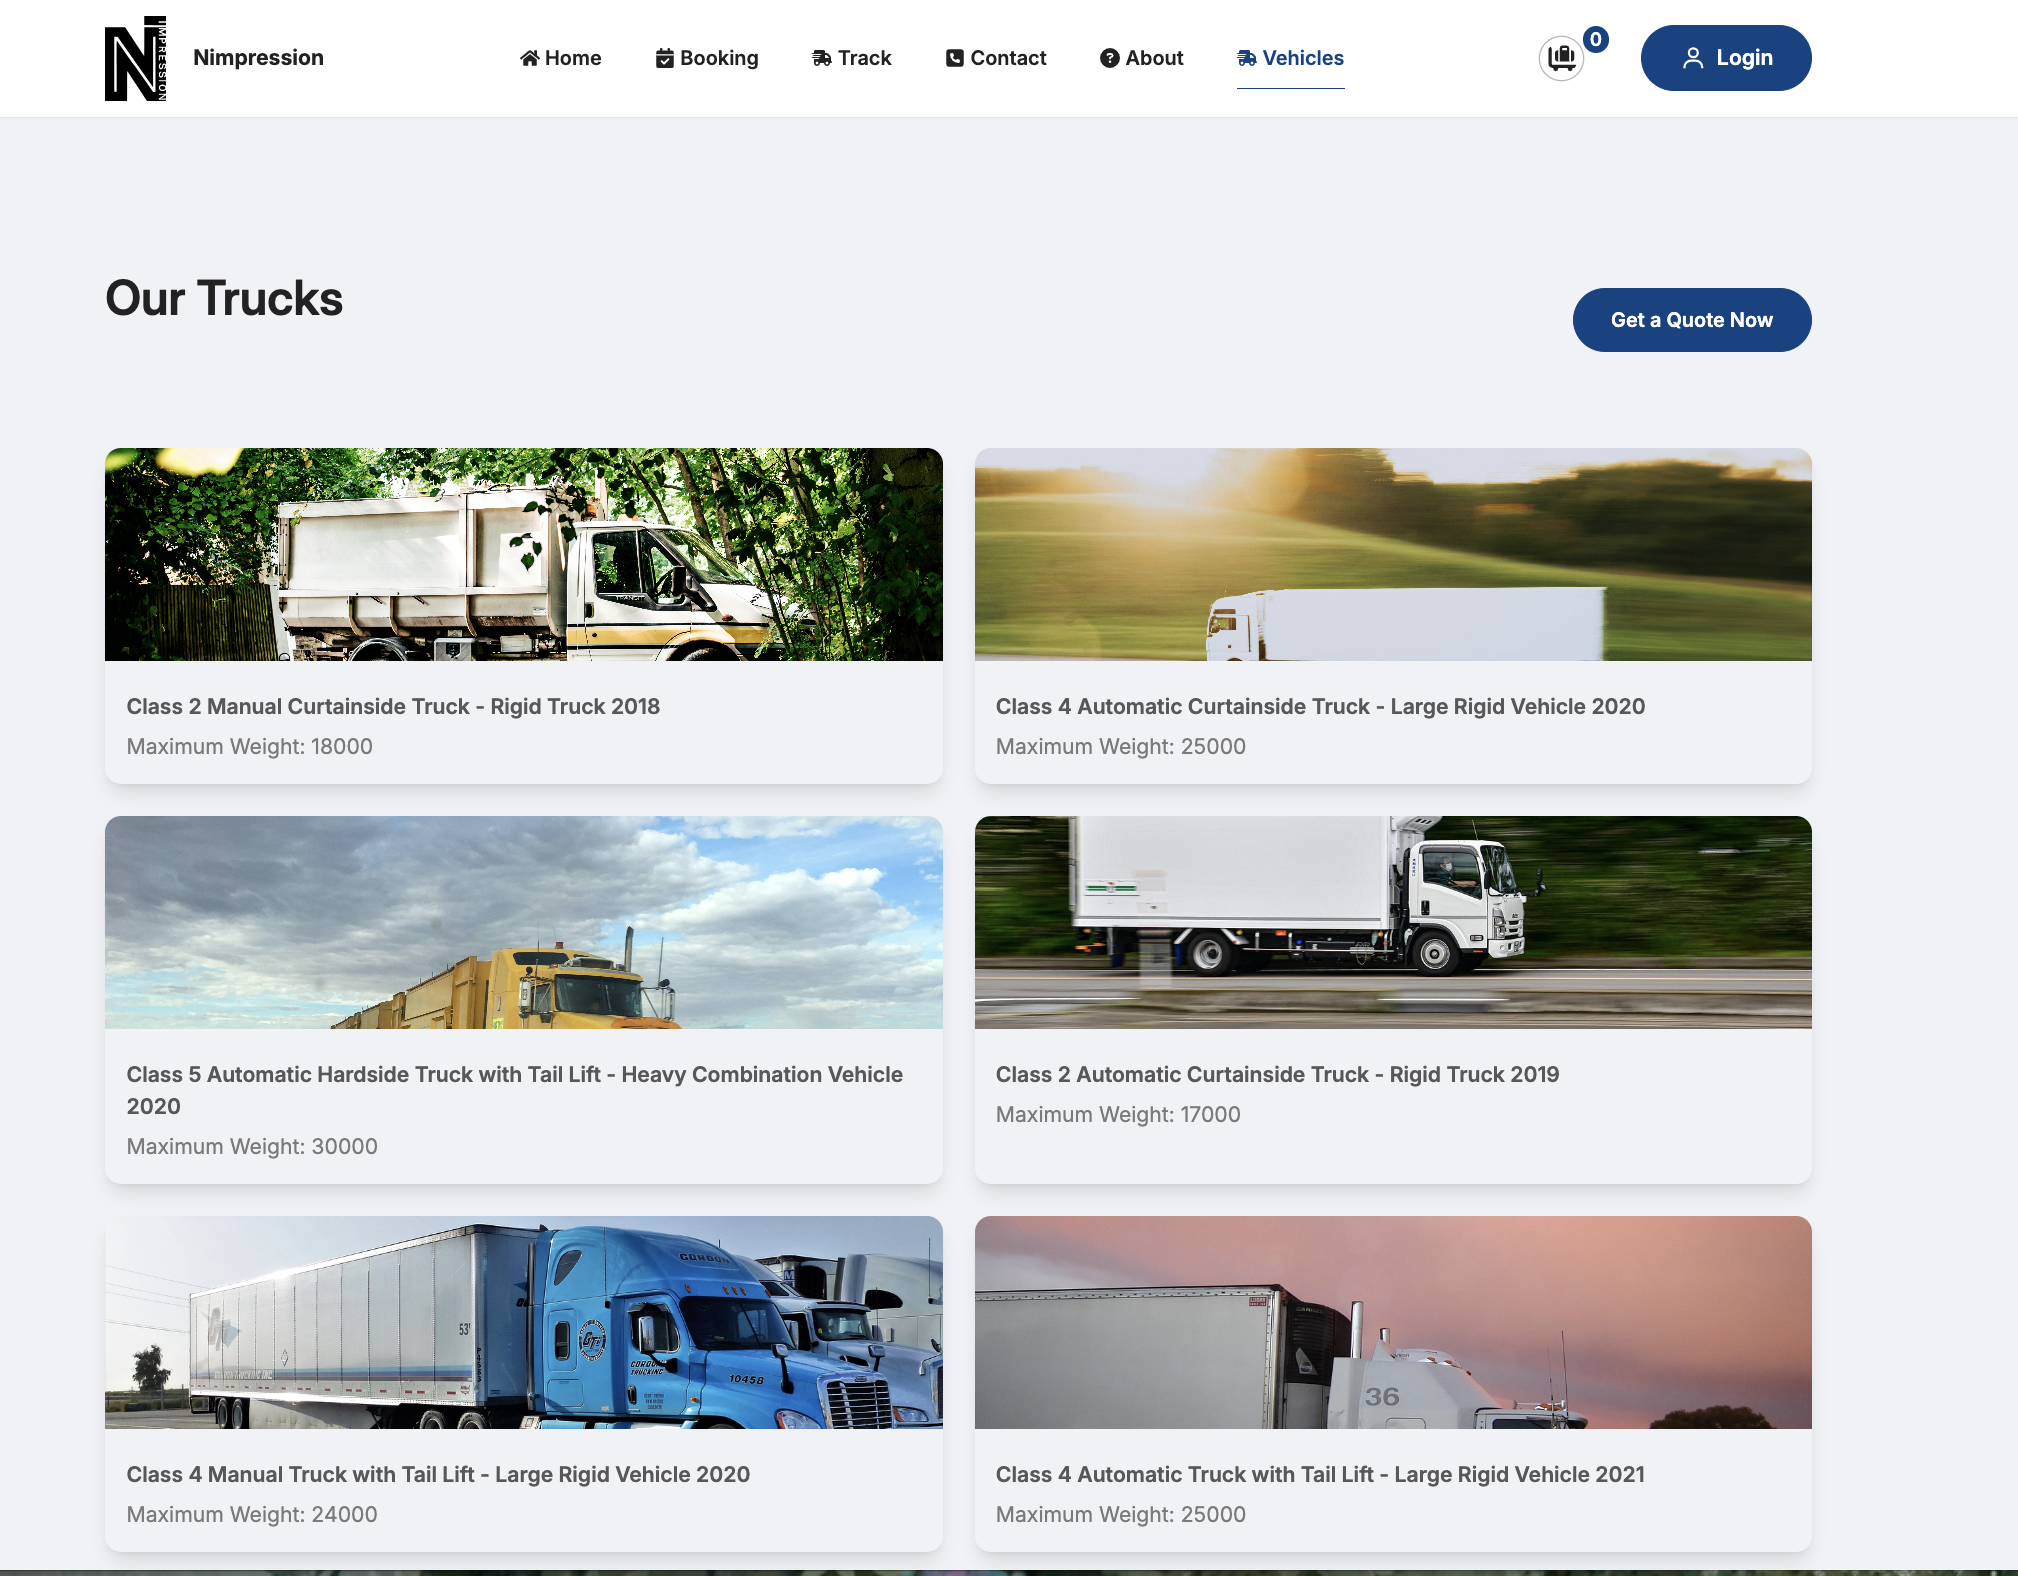 NIMPRESSION
Nimpression
Home
Booking
Track
Contact
About
Vehicles
0
Login
Our Trucks
Get a Quote Now
Class 2 Manual Curtainside Truck - Rigid Truck 2018
Maximum Weight: 18000
Class 4 Automatic Curtainside Truck - Large Rigid Vehicle 2020
Maximum Weight: 25000
Class 5 Automatic Hardside Truck with Tail Lift - Heavy Combination Vehicle
2020
Maximum Weight: 30000
Class 2 Automatic Curtainside Truck - Rigid Truck 2019
Maximum Weight: 17000
CORDON
53'
GORDON
TRUCKING
10458
36
Class 4 Manual Truck with Tail Lift - Large Rigid Vehicle 2020
Maximum Weight: 24000
Class 4 Automatic Truck with Tail Lift - Large Rigid Vehicle 2021
Maximum Weight: 25000